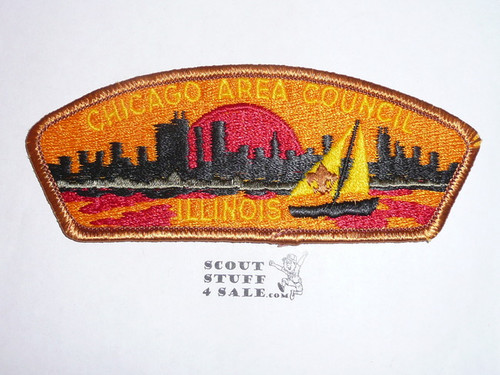 CHICAGO AREA COUNCIL
ILLINOIS
SCOUT
STUFF
4 SALE.com